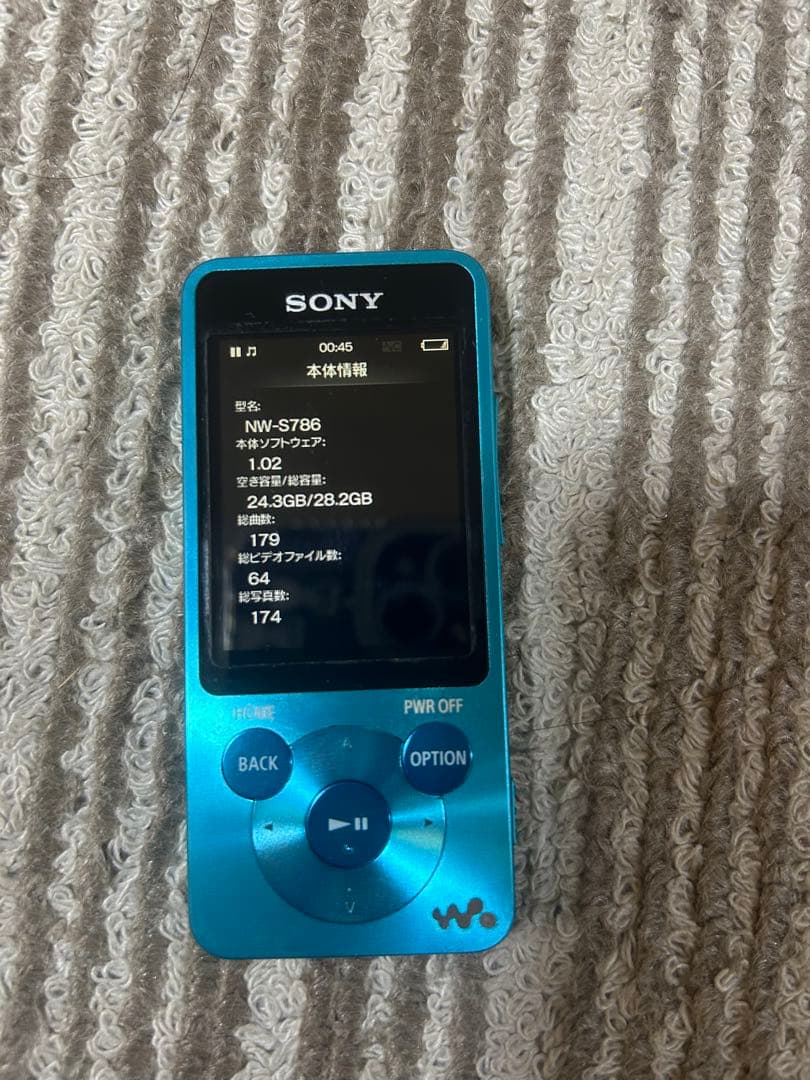 SONY
00:45
本体情報
型名:
NW-S786
本体ソフトウェア:
1.02
空き容量/総容量:
24.3GB/28.2GB
総曲数:
179
総ビデオファイル数:
64
総写真数:
174
HOME PWR OFF
BACK OPTION